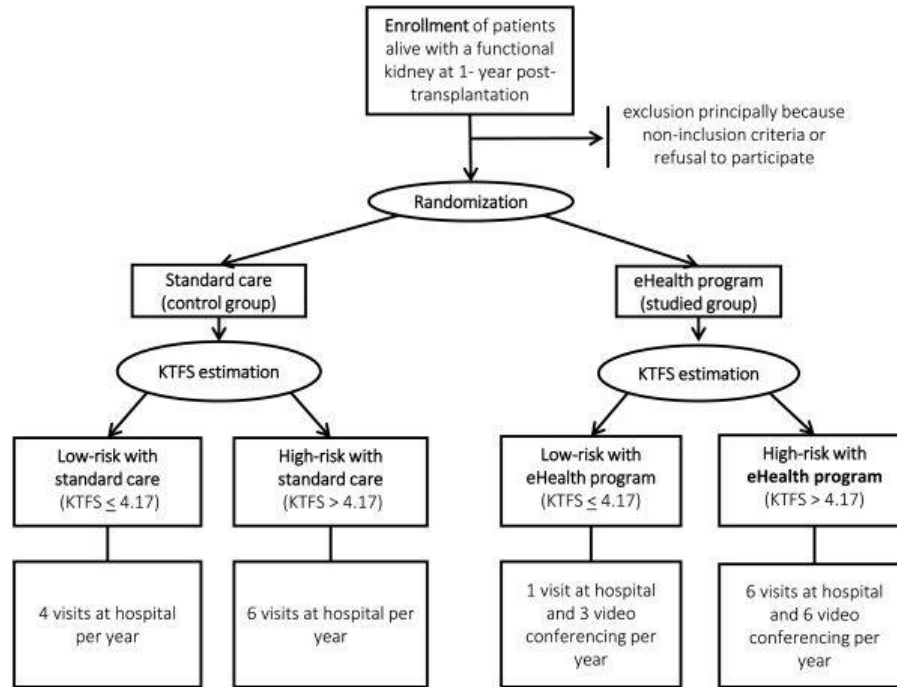 Enrollment of patients
alive with a functional
kidney at 1- year post-
transplantation
exclusion principally because
non-inclusion criteria or
refusal to participate
Randomization
Standard care
(control group)
eHealth program
(studied group)
KTFS estimation
KTFS estimation
Low-risk with
standard care
(KTFS ≤ 4.17)
High-risk with
standard care
(KTFS > 4.17)
Low-risk with
eHealth program
(KTFS ≤ 4.17)
High-risk with
eHealth program
(KTFS > 4.17)
4 visits at hospital
per year
6 visits at hospital per
year
1 visit at hospital
and 3 video
conferencing per
year
6 visits at hospital
and 6 video
conferencing per
year